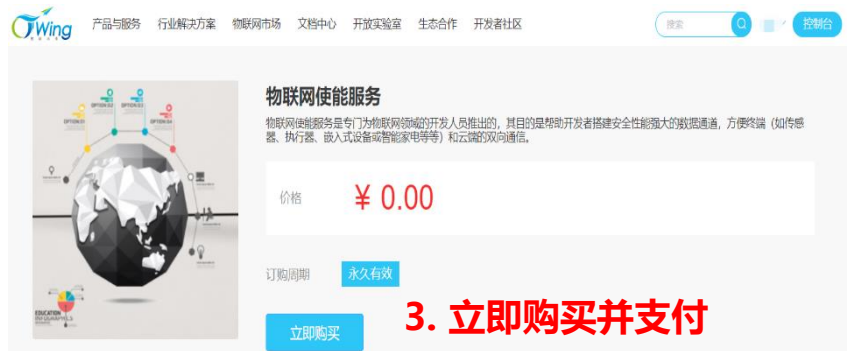 Wing
产品与服务 行业解决方案 物联网市场 文档中心 开放实验室 生态合作 开发者社区 搜索 控制台
物联网使能服务
物联网使能服务是专门为物联网领域的开发人员推出的，其目的是帮助开发者搭建安全性能强大的数据通道，方便终端（如传感
器、执行器、嵌入式设备或智能家电等等）和云端的双向通信。
价格 ¥ 0.00
订购周期 永久有效
立即购买
3. 立即购买并支付
OPTION 02
OPTION 03
EDUCATION